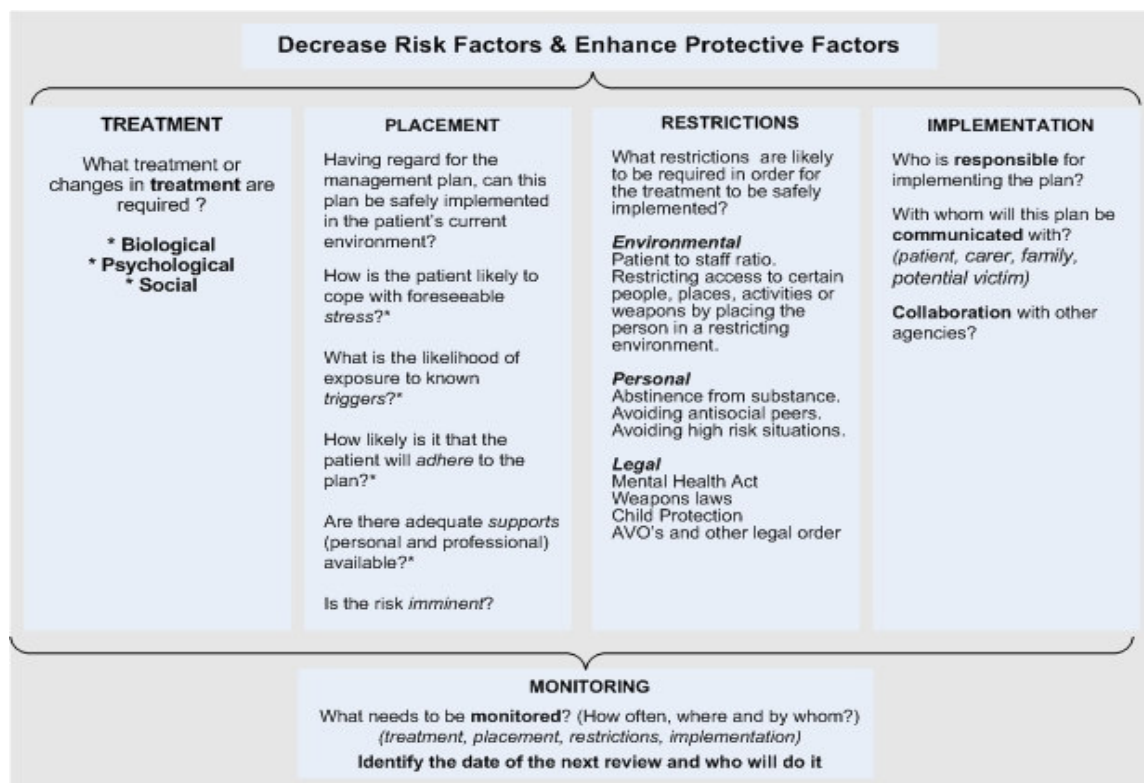 Decrease Risk Factors & Enhance Protective Factors
TREATMENT
What treatment or
changes in treatment are
required ?
* Biological
* Psychological
* Social
PLACEMENT
Having regard for the
management plan, can this
plan be safely implemented
in the patient's current
environment?
How is the patient likely to
cope with foreseeable
stress?*
What is the likelihood of
exposure to known
triggers?*
How likely is it that the
patient will adhere to the
plan?*
Are there adequate supports
(personal and professional)
available?*
Is the risk imminent?
RESTRICTIONS
What restrictions are likely
to be required in order for
the treatment to be safely
implemented?
Environmental
Patient to staff ratio.
Restricting access to certain
people, places, activities or
weapons by placing the
person in a restricting
environment.
Personal
Abstinence from substance.
Avoiding antisocial peers.
Avoiding high risk situations.
Legal
Mental Health Act
Weapons laws
Child Protection
AVO's and other legal order
IMPLEMENTATION
Who is responsible for
implementing the plan?
With whom will this plan be
communicated with?
(patient, carer, family,
potential victim)
Collaboration with other
agencies?
MONITORING
What needs to be monitored? (How often, where and by whom?)
(treatment, placement, restrictions, implementation)
Identify the date of the next review and who will do it